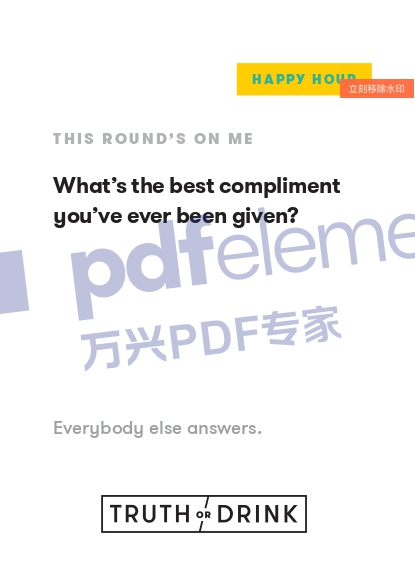 HAPPY HOUR
立刻移除水印
THIS ROUND’S ON ME
What’s the best compliment
you’ve ever been given?
pdfeleme
万兴PDF专家
Everybody else answers.
TRUTH OR DRINK